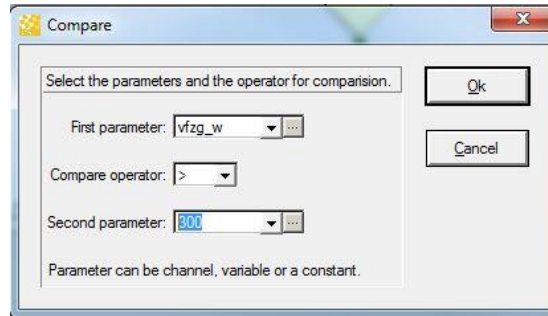 Compare
x
Select the parameters and the operator for comparision.
Ok
First parameter: vfzg_w ...
Cancel
Compare operator: >
Second parameter: 300 ...
Parameter can be channel, variable or a constant.